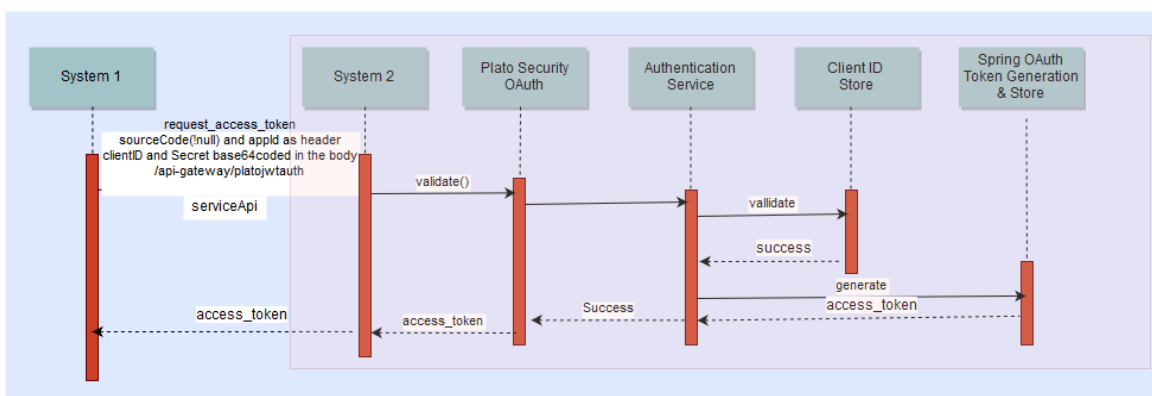 System 1
System 2
Plato Security
OAuth
Authentication
Service
Client ID
Store
Spring OAuth
Token Generation
& Store
request_access_token
sourceCode(!null) and appId as header
clientID and Secret base64coded in the body
/api-gateway/platojwtauth
serviceApi
validate()
vallidate
success
generate
access_token
Success
access_token
access_token